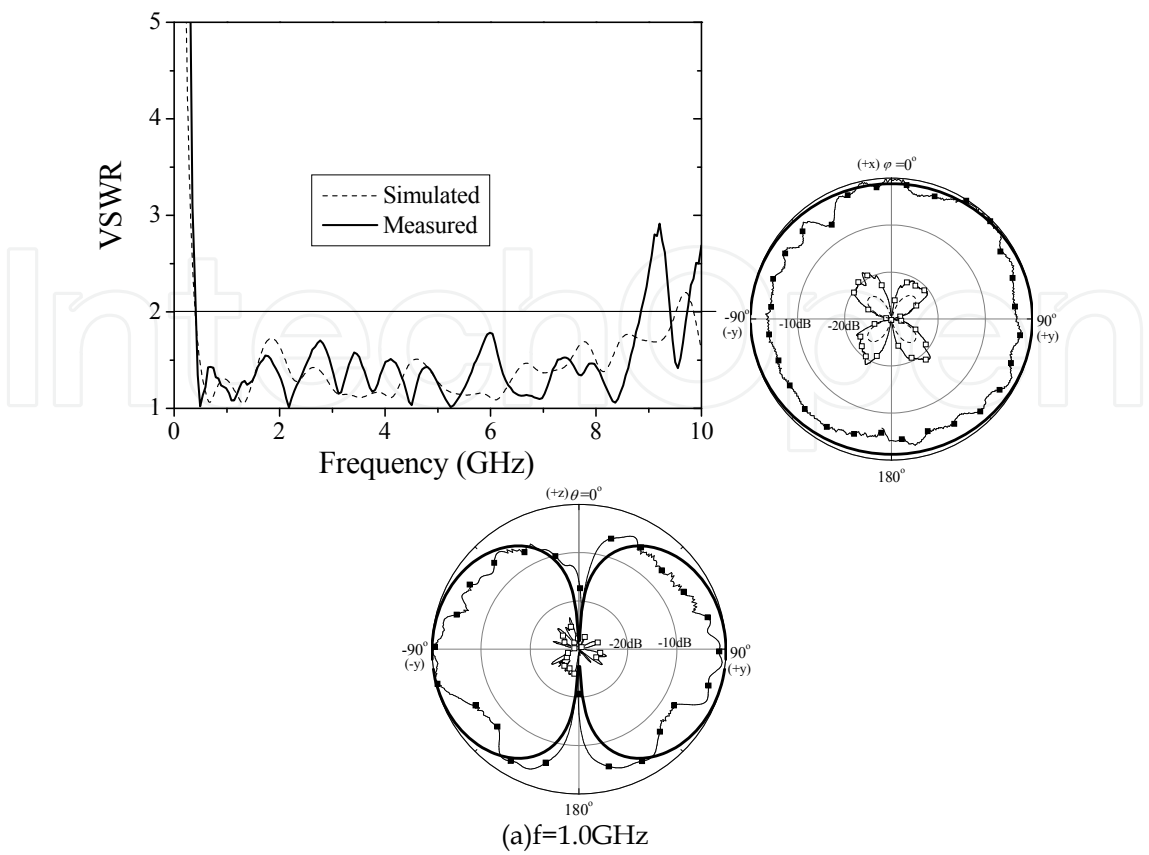 5
4
3
2
1
VSWR
Simulated
Measured
0
2
4
6
8
10
Frequency (GHz)
(+x) φ=0°
-90°
(-y)
-10dB
-20dB
90°
(+y)
180°
InTechOpen
(+z) θ=0°
-90°
(-y)
-20dB
-10dB
90°
(+y)
180°
(a)f=1.0GHz